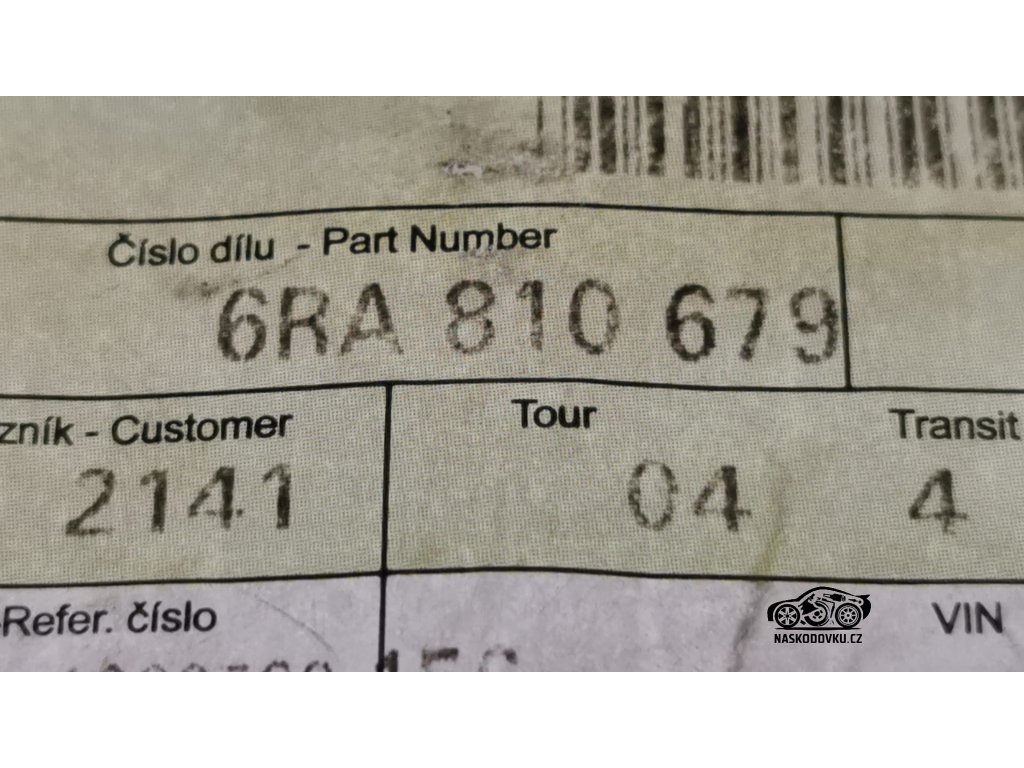 Číslo dílu - Part Number
6RA 810 679
zník - Customer
Tour
Transit
2141
04
4
Refer. číslo
VIN
NASKODOVKU.CZ